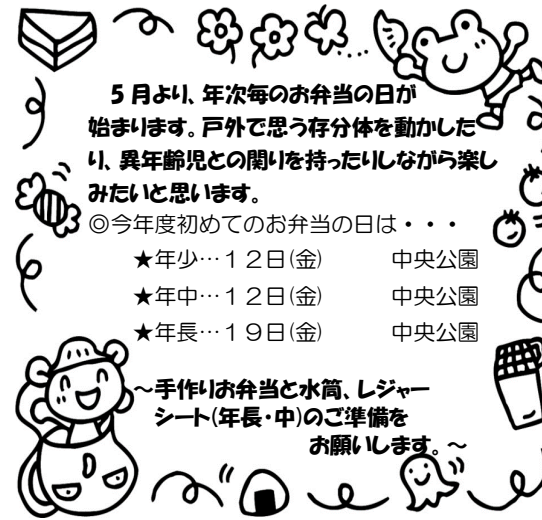 5月より、年次毎のお弁当の日が
始まります。戸外で思う存分体を動かした
り、異年齢児との関りを持ったりしながら楽し
みたいと思います。
◎今年度初めてのお弁当の日は・・・
★年少…12日(金) 中央公園
★年中…12日(金) 中央公園
★年長…19日(金) 中央公園
～手作りお弁当と水筒、レジャー
シート(年長・中)のご準備を
お願いします。～